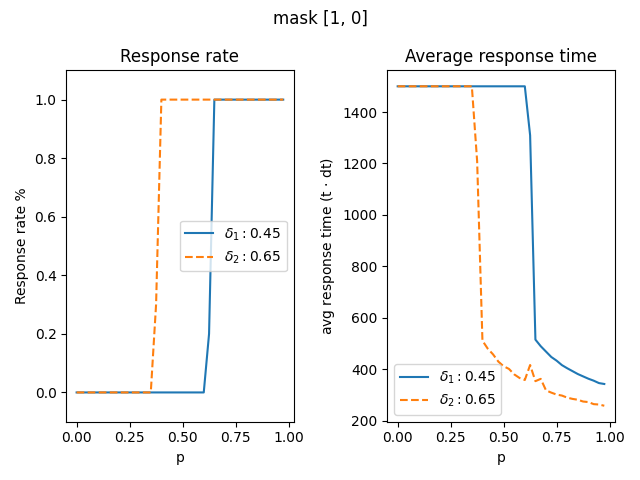 mask [1, 0]
Response rate
Response rate %
1.0
0.8
0.6
0.4
0.2
0.0
0.00
0.25
0.50
0.75
1.00
p
δ₁ : 0.45
δ₂ : 0.65
Average response time
avg response time (t · dt)
1400
1200
1000
800
600
400
200
0.00
0.25
0.50
0.75
1.00
p
δ₁ : 0.45
δ₂ : 0.65